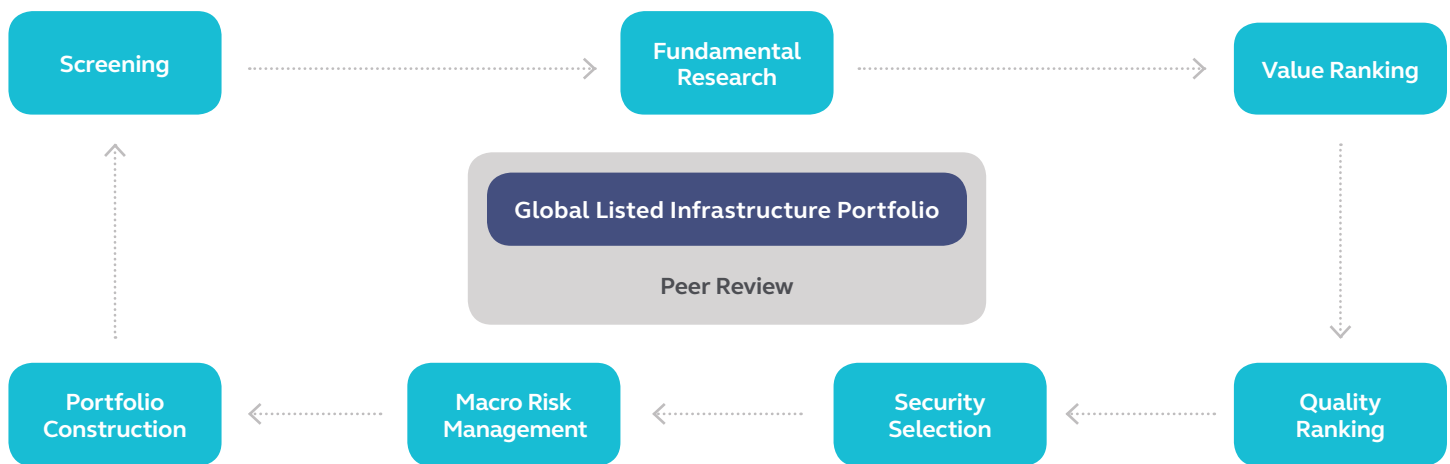 Screening
Fundamental
Research
Value Ranking
Global Listed Infrastructure Portfolio
Peer Review
Portfolio
Construction
Macro Risk
Management
Security
Selection
Quality
Ranking